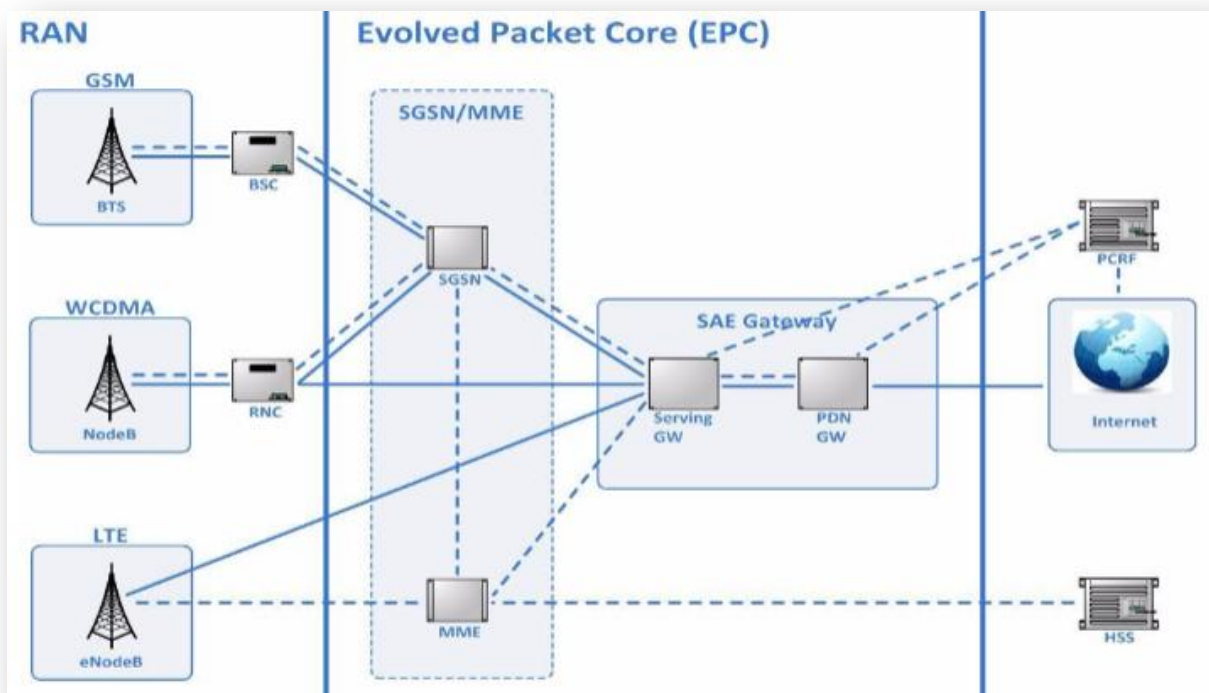 RAN
Evolved Packet Core (EPC)
GSM
BTS
BSC
SGSN/MME
SGSN
WCDMA
NodeB
RNC
SAE Gateway
Serving
GW
PDN
GW
PCRF
Internet
LTE
eNodeB
MME
HSS